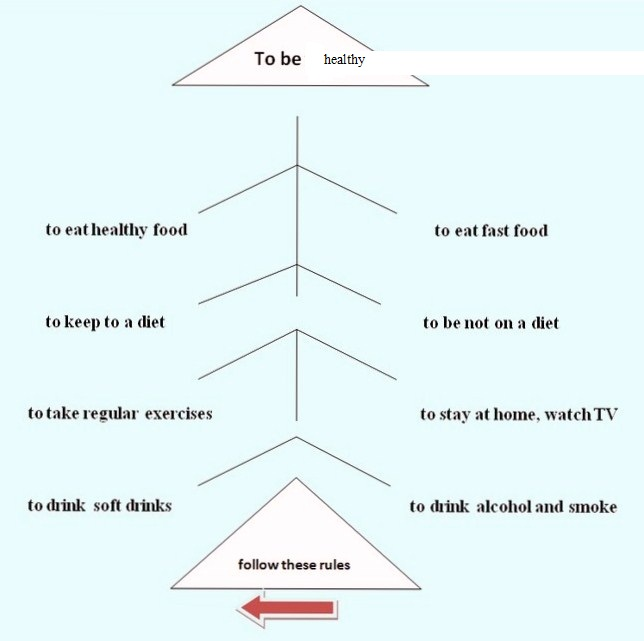 To be healthy
to eat healthy food to eat fast food
to keep to a diet to be not on a diet
to take regular exercises to stay at home, watch TV
to drink soft drinks to drink alcohol and smoke
follow these rules